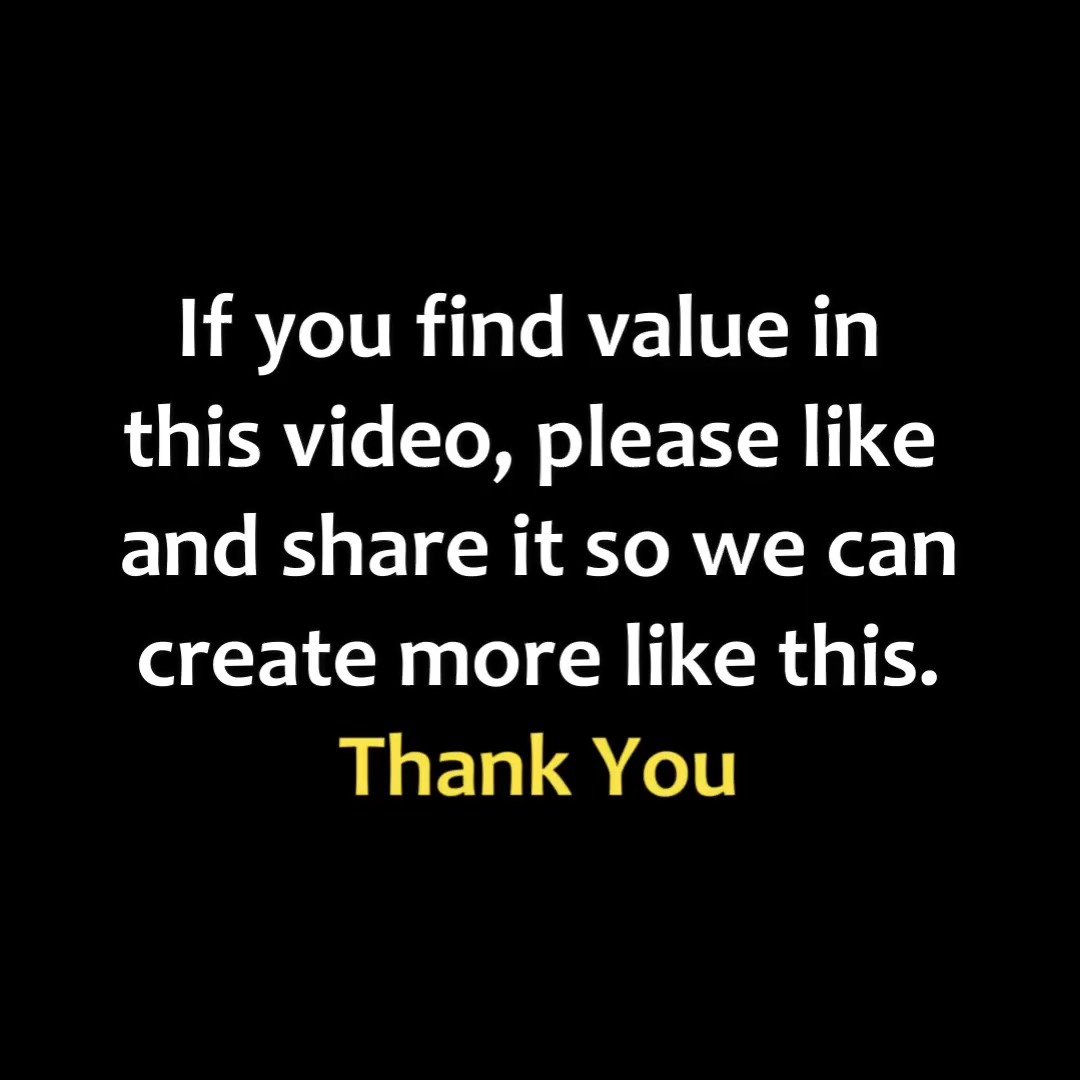 If you find value in
this video, please like
and share it so we can
create more like this.
Thank You